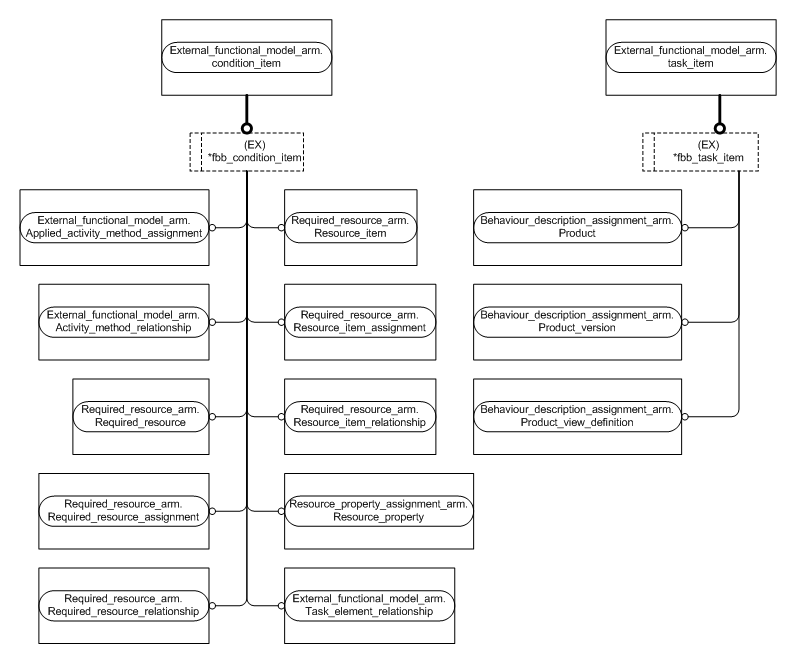 External_functional_model_arm.
condition_item
External_functional_model_arm.
task_item
(EX)
*fbb_condition_item
(EX)
*fbb_task_item
External_functional_model_arm.
Applied_activity_method_assignment
Required_resource_arm.
Resource_item
Behaviour_description_assignment_arm.
Product
External_functional_model_arm.
Activity_method_relationship
Required_resource_arm.
Resource_item_assignment
Behaviour_description_assignment_arm.
Product_version
Required_resource_arm.
Required_resource
Required_resource_arm.
Resource_item_relationship
Behaviour_description_assignment_arm.
Product_view_definition
Required_resource_arm.
Required_resource_assignment
Resource_property_assignment_arm.
Resource_property
Required_resource_arm.
Required_resource_relationship
External_functional_model_arm.
Task_element_relationship